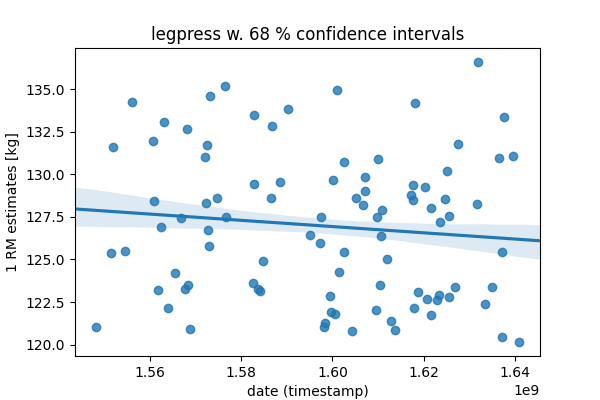 legpress w. 68 % confidence intervals
1 RM estimates [kg]
135.0
132.5
130.0
127.5
125.0
122.5
120.0
1.56 1.58 1.60 1.62 1.64
1e9
date (timestamp)